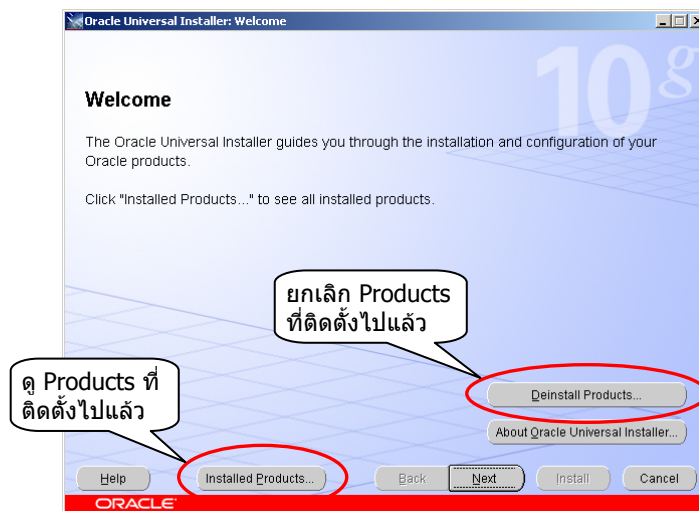 Oracle Universal Installer: Welcome
10g
Welcome
The Oracle Universal Installer guides you through the installation and configuration of your
Oracle products.
Click "Installed Products..." to see all installed products.
ยกเลิก Products
ที่ติดตั้งไปแล้ว
ดู Products ที่
ติดตั้งไปแล้ว
Deinstall Products...
About Oracle Universal Installer...
Help
Installed Products...
Back
Next
Install
Cancel
ORACLE